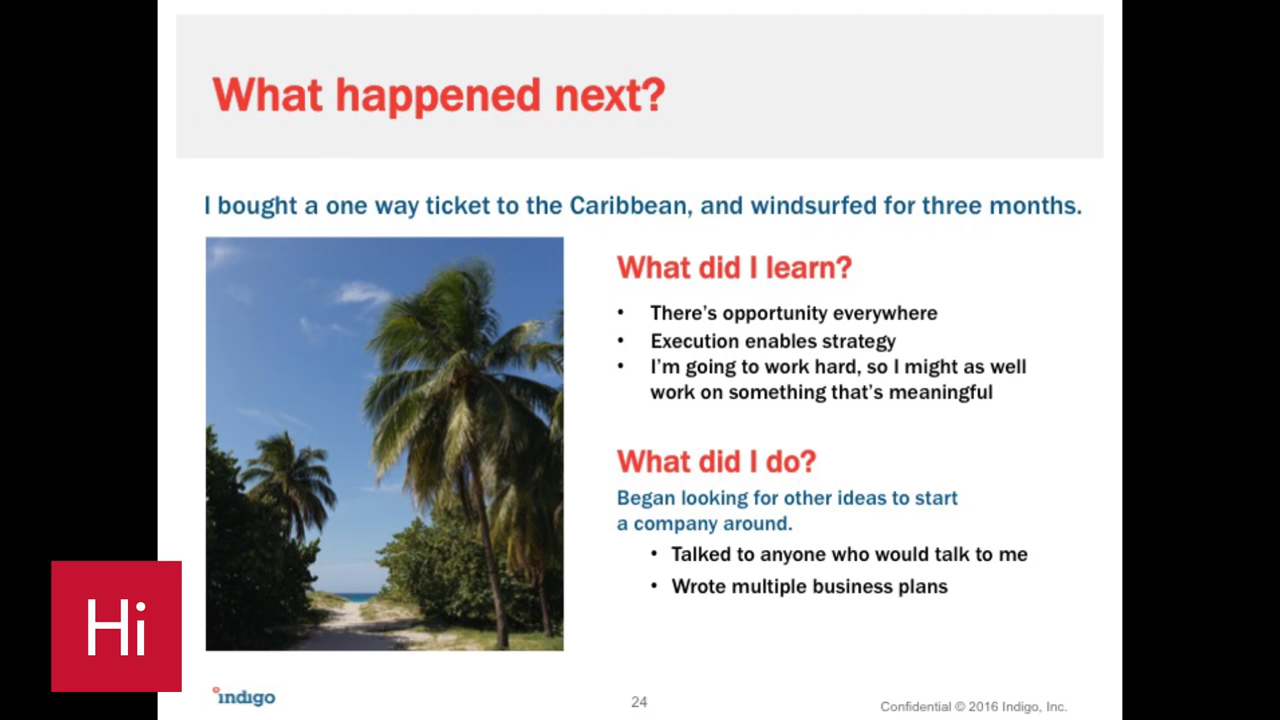 What happened next?
I bought a one way ticket to the Caribbean, and windsurfed for three months.
What did I learn?
• There's opportunity everywhere
• Execution enables strategy
• I'm going to work hard, so I might as well
work on something that's meaningful
What did I do?
Began looking for other ideas to start
a company around.
• Talked to anyone who would talk to me
• Wrote multiple business plans
Hi
indigo
24
Confidential © 2016 Indigo, Inc.